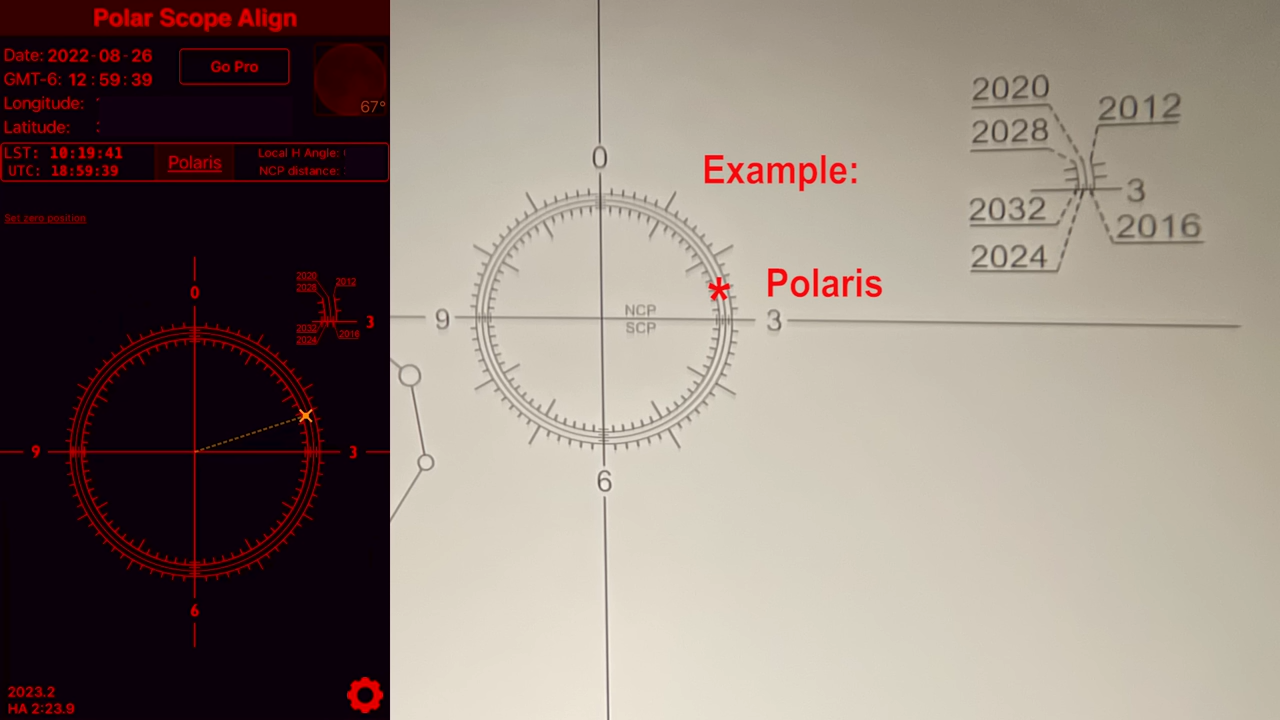 Polar Scope Align
Date: 2022-08-26
Go Pro
GMT-6: 12:59:39
Longitude:
67°
Latitude: :
LST: 10:19:41
UTC: 18:59:39
Polaris
Local H Angle:
NCP distance:
Set zero position
0
2020
2028
2012
3
2032
2024
2016
9
3
6
2023.2
HA 2:23.9
0
Example:
Polaris
NCP
SCP
9
3
6
2020
2028
2012
3
2032
2016
2024